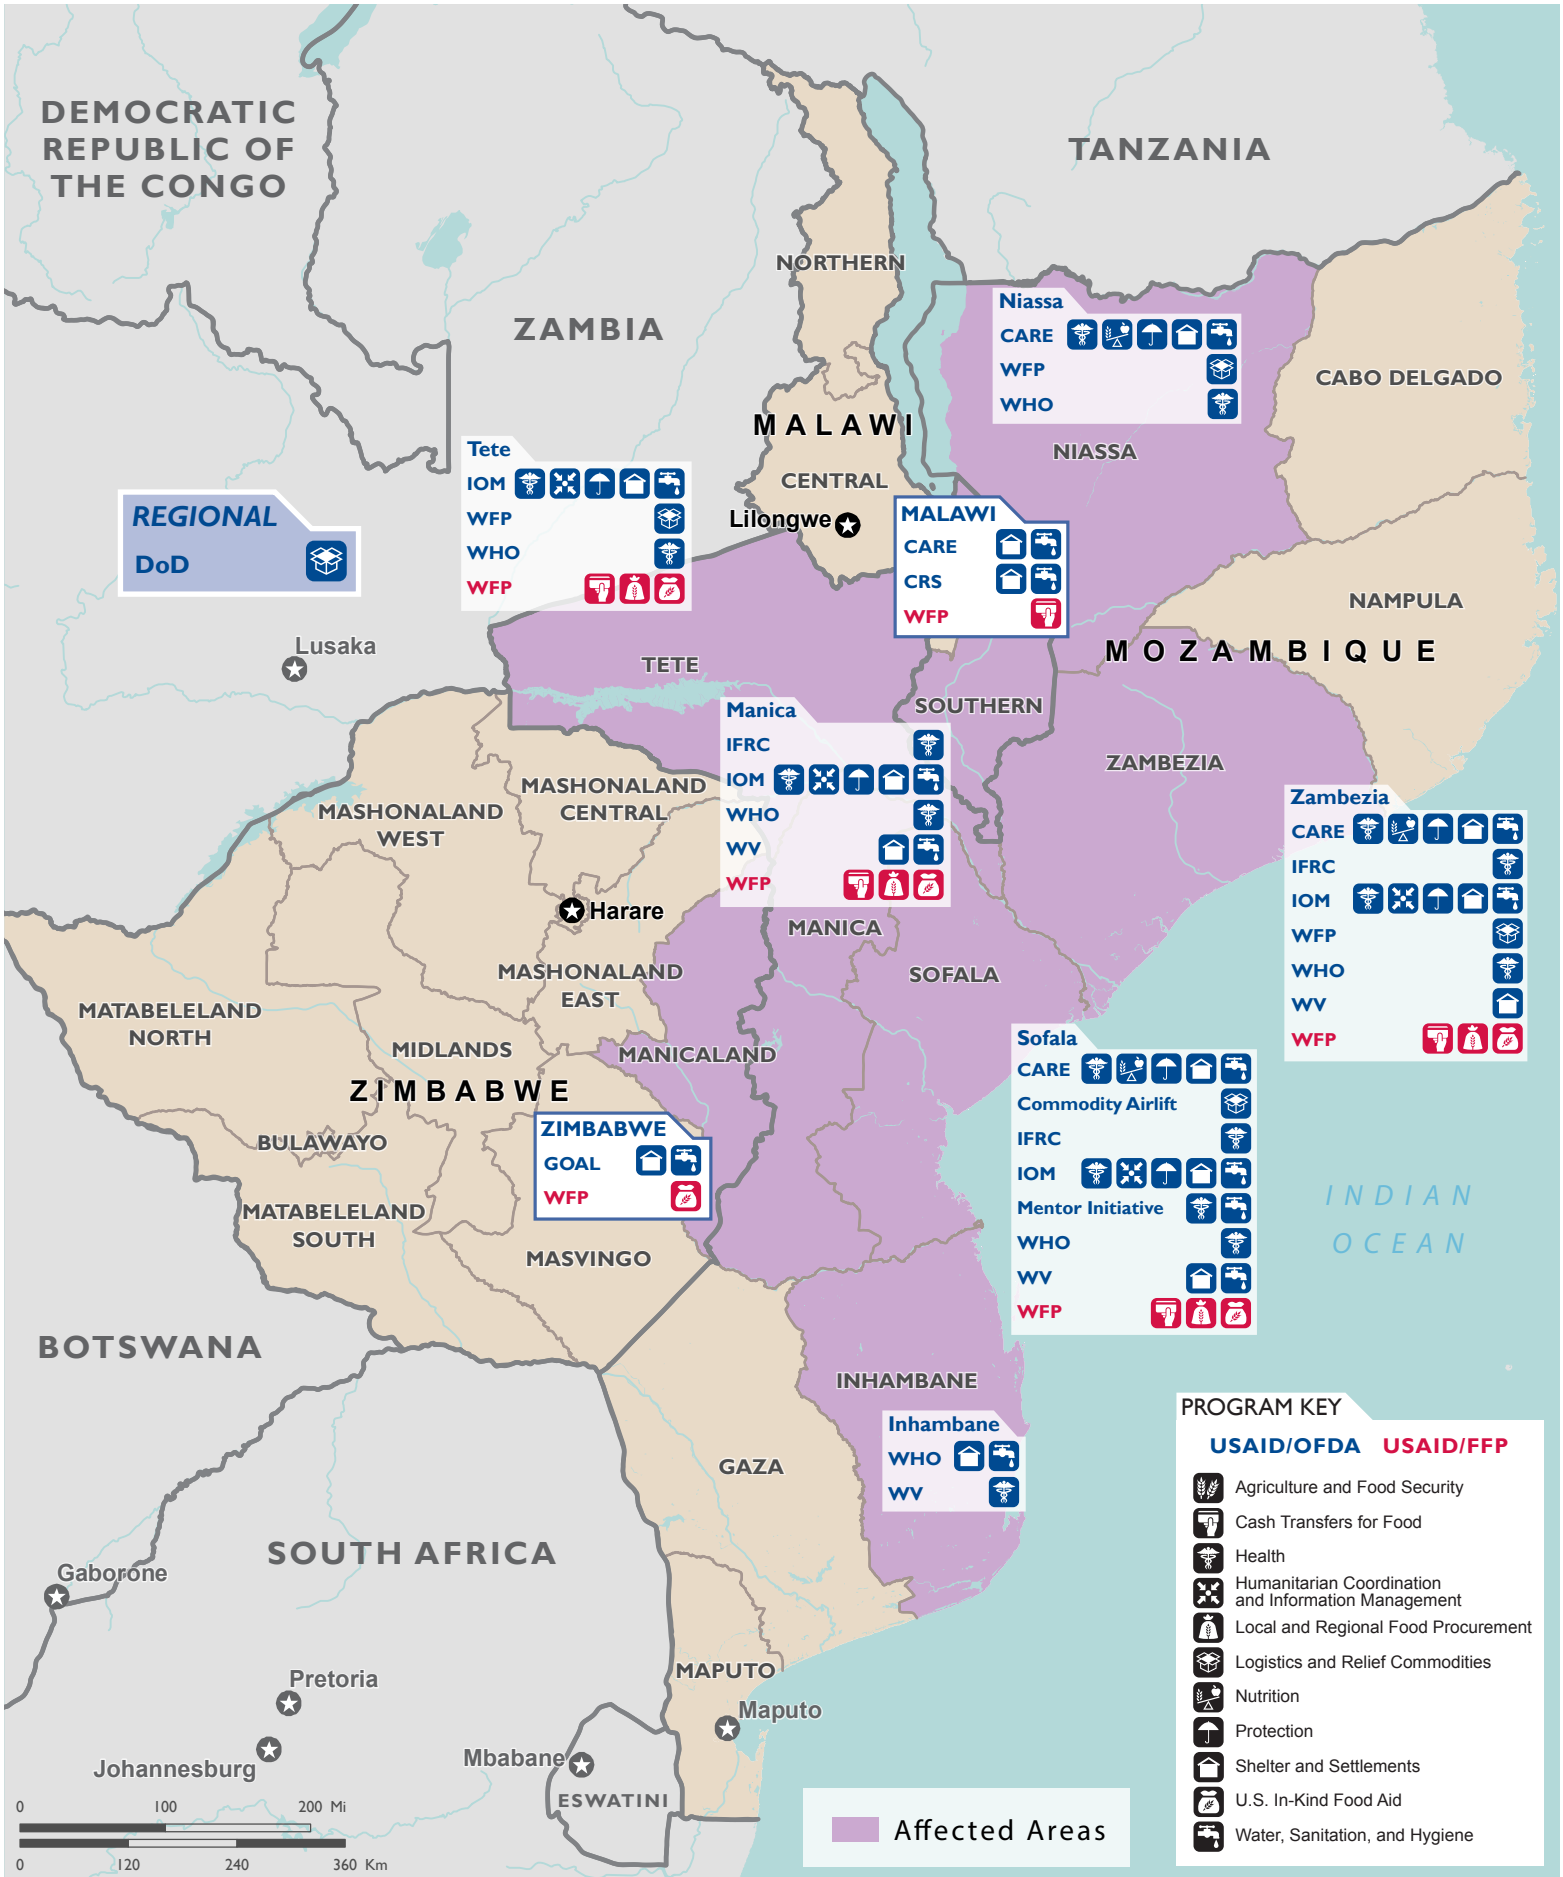 DEMOCRATIC
REPUBLIC OF
THE CONGO
TANZANIA
ZAMBIA
NORTHERN
Niassa
CARE
WFP
WHO
CABO DELGADO
MALAWI
NIASSA
CENTRAL
Lilongwe
Tete
IOM
WFP
WHO
WFP
REGIONAL
DoD
MALAWI
CARE
CRS
WFP
NAMPULA
MOZAMBIQUE
Lusaka
TETE
SOUTHERN
ZAMBEZIA
Manica
IFRC
IOM
WHO
WV
WFP
MASHONALAND
CENTRAL
MASHONALAND
WEST
Zambezia
CARE
IFRC
IOM
WFP
WHO
WV
WFP
Harare
MANICA
SOFALA
MASHONALAND
EAST
MATABELELAND
NORTH
MIDLANDS
MANICALAND
ZIMBABWE
Sofala
CARE
Commodity Airlift
IFRC
IOM
Mentor Initiative
WHO
WV
WFP
ZIMBABWE
GOAL
WFP
BULAWAYO
MATABELELAND
SOUTH
MASVINGO
INDIAN
OCEAN
BOTSWANA
INHAMBANE
Inhambane
WHO
WV
GAZA
SOUTH AFRICA
Gaborone
Pretoria
Johannesburg
Mbabane
ESWATINI
MAPUTO
Maputo
0 100 200 Mi
0 120 240 360 Km
Affected Areas
PROGRAM KEY
USAID/OFDA USAID/FFP
Agriculture and Food Security
Cash Transfers for Food
Health
Humanitarian Coordination
and Information Management
Local and Regional Food Procurement
Logistics and Relief Commodities
Nutrition
Protection
Shelter and Settlements
U.S. In-Kind Food Aid
Water, Sanitation, and Hygiene